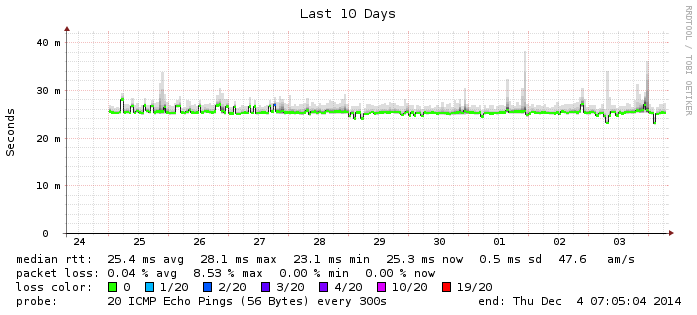 Last 10 Days
RRDTOOL / TOBI OETIKER
Seconds
40 m
30 m
20 m
10 m
0
24 25 26 27 28 29 30 01 02 03
median rtt: 25.4 ms avg 28.1 ms max 23.1 ms min 25.3 ms now 0.5 ms sd 47.6 am/s
packet loss: 0.04 % avg 8.53 % max 0.00 % min 0.00 % now
loss color: 0 1/20 2/20 3/20 4/20 10/20 19/20
probe: 20 ICMP Echo Pings (56 Bytes) every 300s end: Thu Dec 4 07:05:04 2014